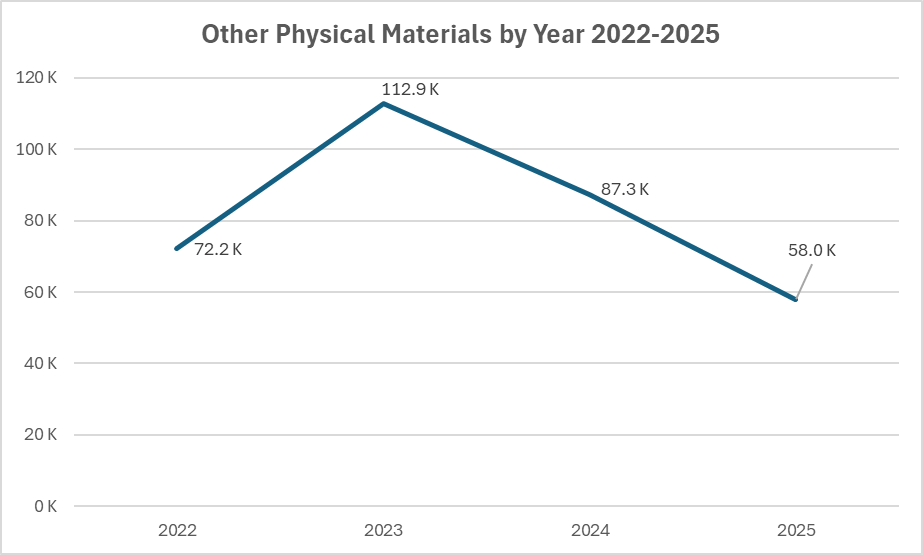 Other Physical Materials by Year 2022-2025
120 K
112.9 K
100 K
87.3 K
80 K
72.2 K
58.0 K
60 K
40 K
20 K
0 K
2022
2023
2024
2025